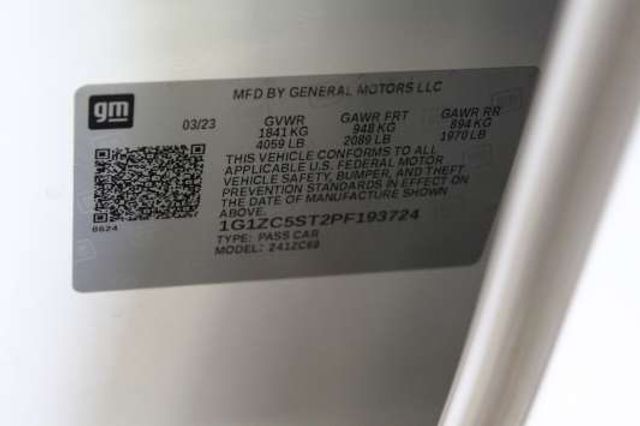 gm
MFD BY GENERAL MOTORS LLC
03/23
GVWR GAWR FRT GAWR RR
1841 KG 948 KG 894 KG
4059 LB 2089 LB 1970 LB
THIS VEHICLE CONFORMS TO ALL
APPLICABLE U.S. FEDERAL MOTOR
VEHICLE SAFETY, BUMPER, AND THEFT
PREVENTION STANDARDS IN EFFECT ON
THE DATE OF MANUFACTURE SHOWN
ABOVE.
6624
1G1ZC5ST2PF193724
TYPE: PASS CAR
MODEL: Z41ZC69